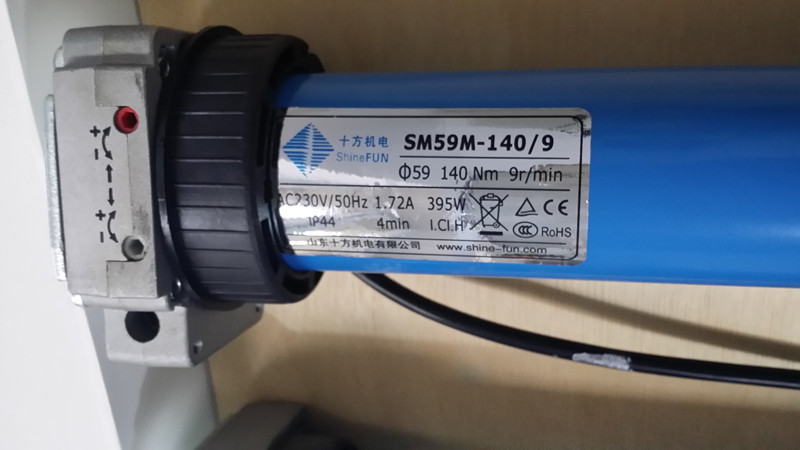 十方机电
ShineFUN
SM59M-140/9
Φ59 140 Nm 9r/min
AC230V/50Hz 1.72A 395W
IP44 4min I.Cl.H
CE
CCC RoHS
山东十方机电有限公司 www.shine-fun.com
+
−
+
−